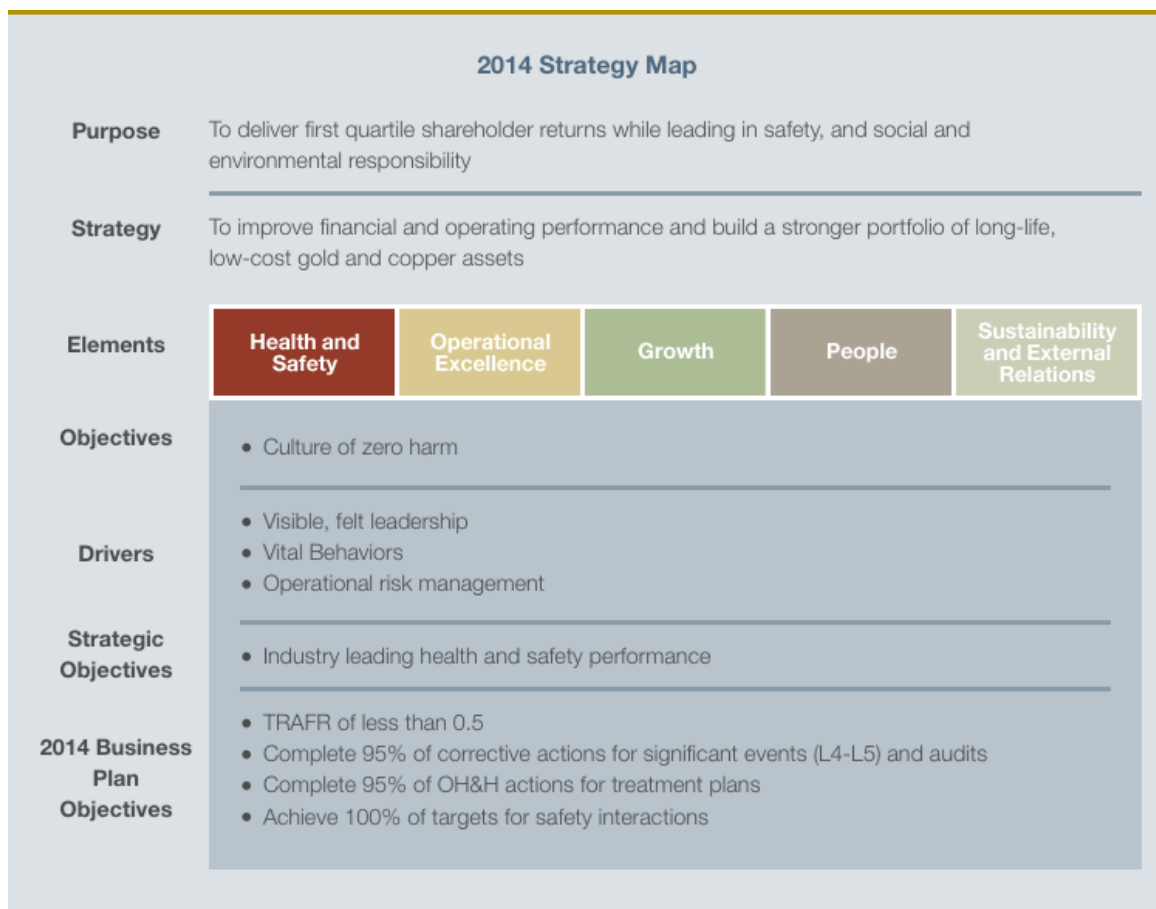 2014 Strategy Map
Purpose
To deliver first quartile shareholder returns while leading in safety, and social and
environmental responsibility
Strategy
To improve financial and operating performance and build a stronger portfolio of long-life,
low-cost gold and copper assets
Elements
Health and
Safety
Operational
Excellence
Growth
People
Sustainability
and External
Relations
Objectives
• Culture of zero harm
Drivers
• Visible, felt leadership
• Vital Behaviors
• Operational risk management
Strategic
Objectives
• Industry leading health and safety performance
2014 Business
Plan
Objectives
• TRAFR of less than 0.5
• Complete 95% of corrective actions for significant events (L4-L5) and audits
• Complete 95% of OH&H actions for treatment plans
• Achieve 100% of targets for safety interactions